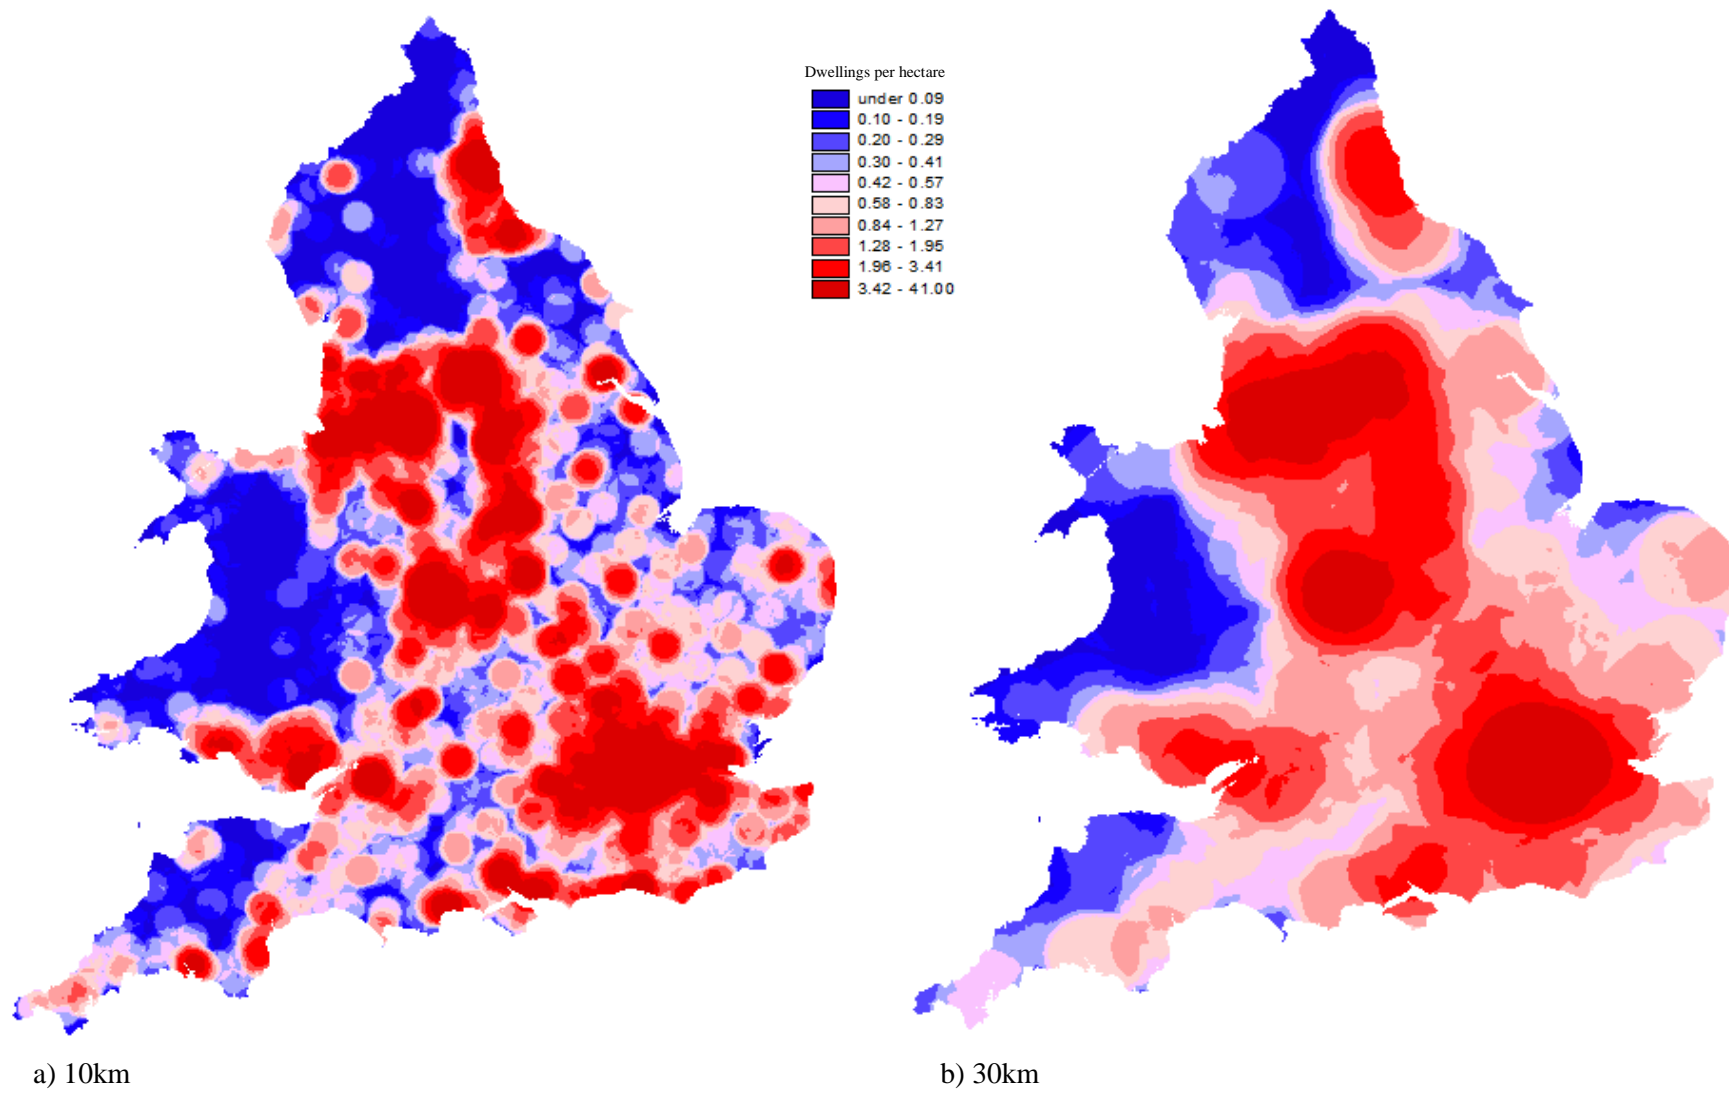 Dwellings per hectare
under 0.09
0.10 - 0.19
0.20 - 0.29
0.30 - 0.41
0.42 - 0.57
0.58 - 0.83
0.84 - 1.27
1.28 - 1.95
1.96 - 3.41
3.42 - 41.00
a) 10km
b) 30km